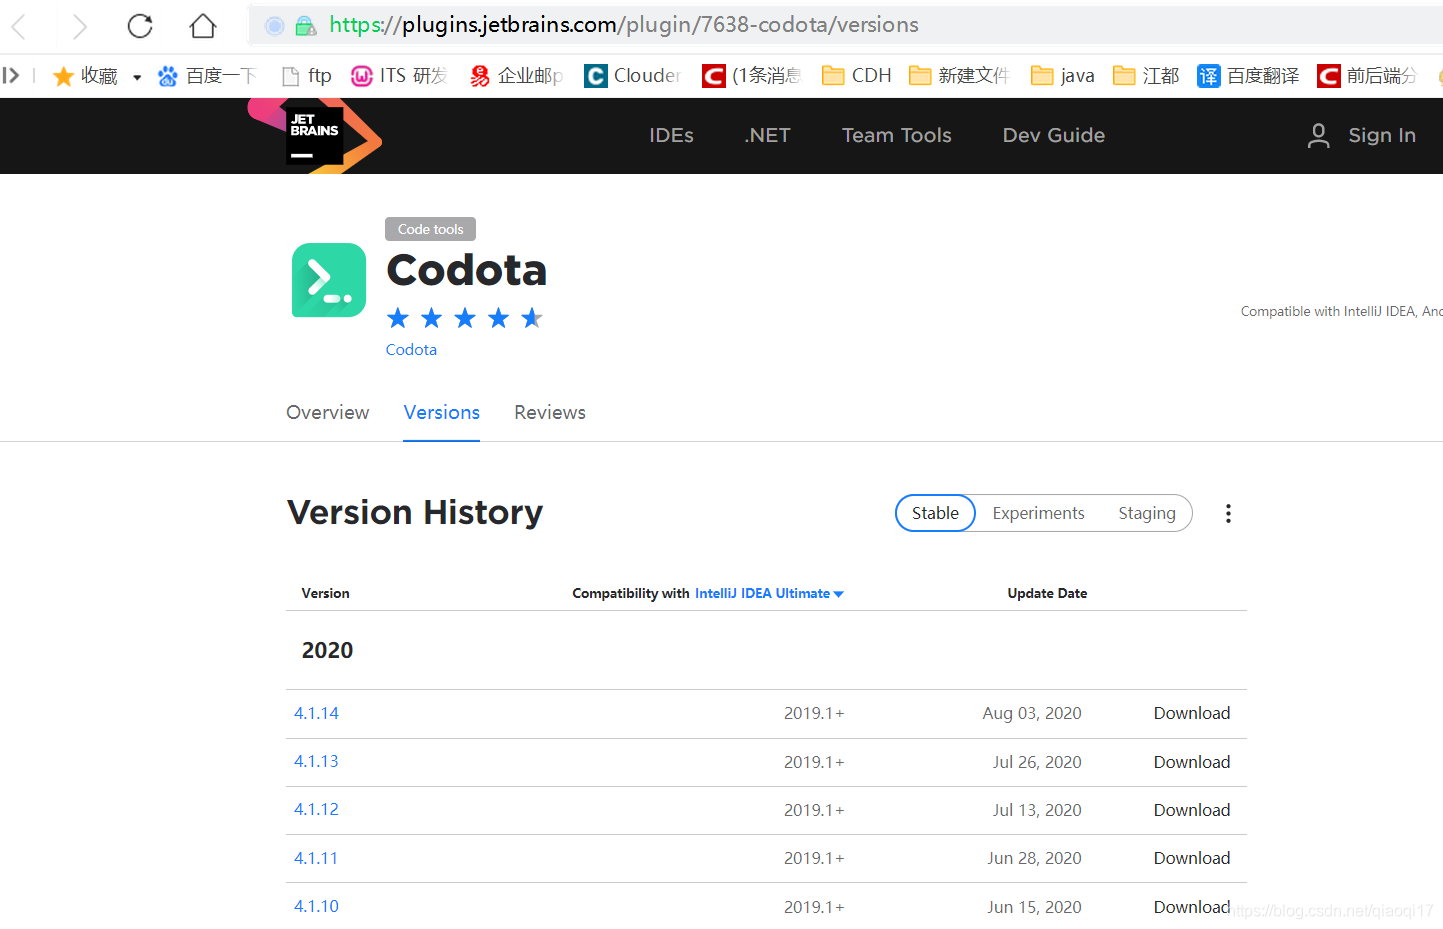 https://plugins.jetbrains.com/plugin/7638-codota/versions
收藏 百度一下 ftp ITS 研发 企业邮 Clouder (1条消息 CDH 新建文件 java 江都 译 百度翻译 前后端分
JET BRAINS IDEs .NET Team Tools Dev Guide Sign In
Code tools
Codota
Compatible with IntelliJ IDEA, And
Codota
Overview Versions Reviews
Version History Stable Experiments Staging
Version Compatibility with IntelliJ IDEA Ultimate Update Date
2020
4.1.14 2019.1+ Aug 03, 2020 Download
4.1.13 2019.1+ Jul 26, 2020 Download
4.1.12 2019.1+ Jul 13, 2020 Download
4.1.11 2019.1+ Jun 28, 2020 Download
4.1.10 2019.1+ Jun 15, 2020 Download
https://blog.csdn.net/qiaoqi17